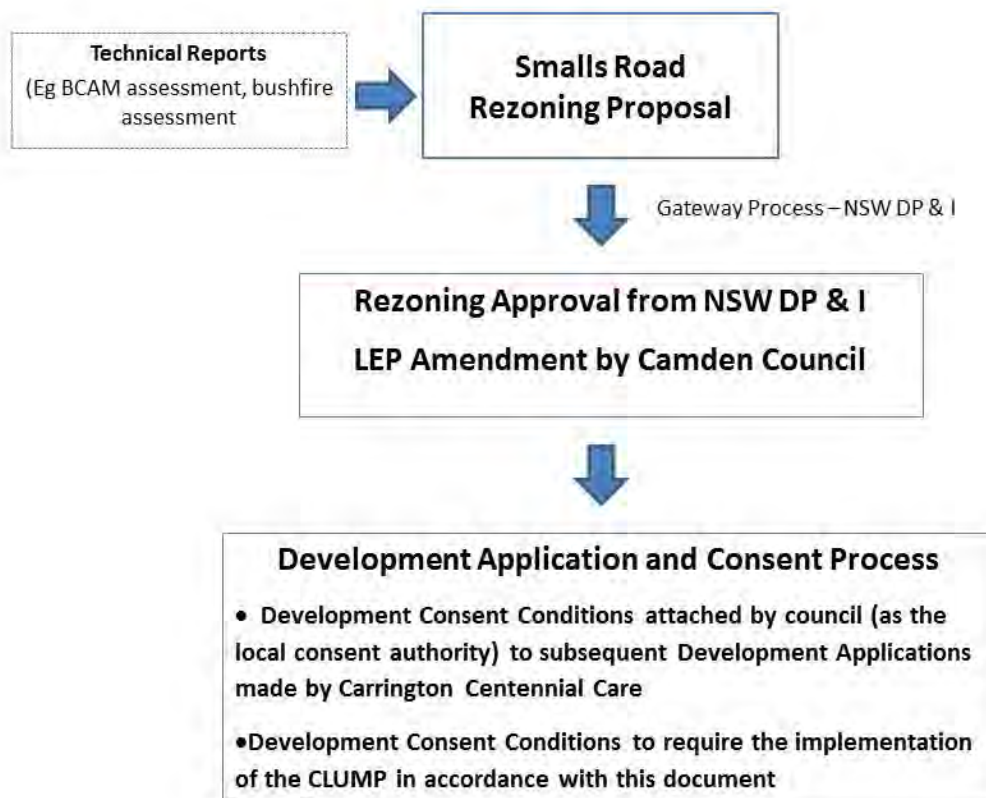 Technical Reports
(Eg BCAM assessment, bushfire
assessment
Smalls Road
Rezoning Proposal
Gateway Process – NSW DP & I
Rezoning Approval from NSW DP & I
LEP Amendment by Camden Council
Development Application and Consent Process
• Development Consent Conditions attached by council (as the
local consent authority) to subsequent Development Applications
made by Carrington Centennial Care
•Development Consent Conditions to require the implementation
of the CLUMP in accordance with this document